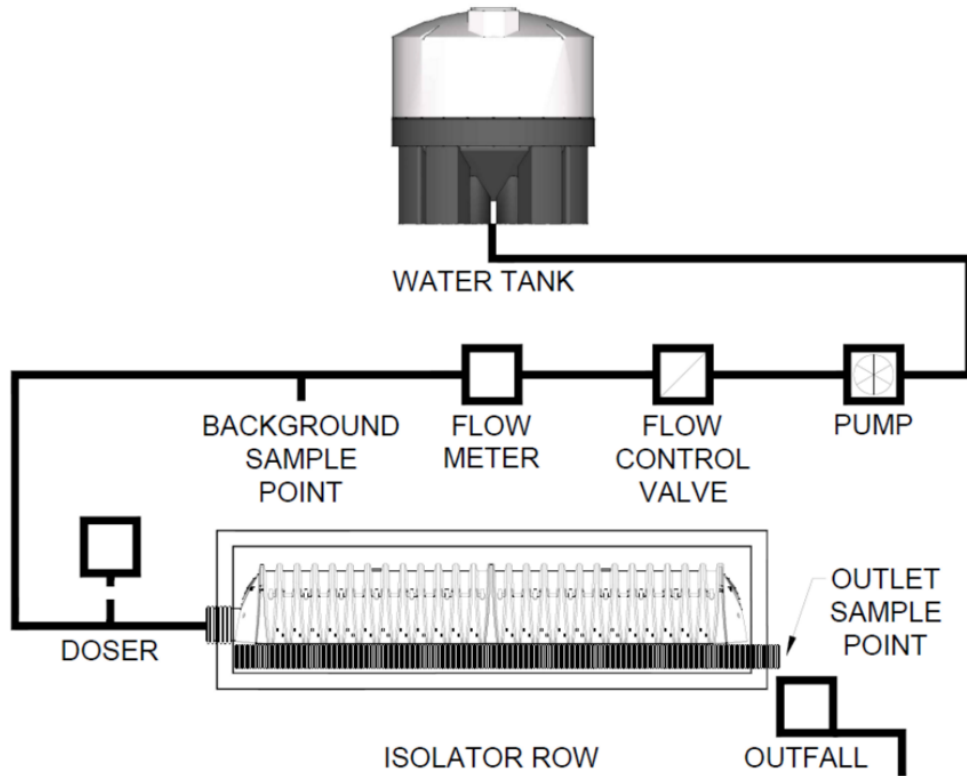 WATER TANK
BACKGROUND
SAMPLE
POINT
FLOW
METER
FLOW
CONTROL
VALVE
PUMP
DOSER
OUTLET
SAMPLE
POINT
ISOLATOR ROW
OUTFALL